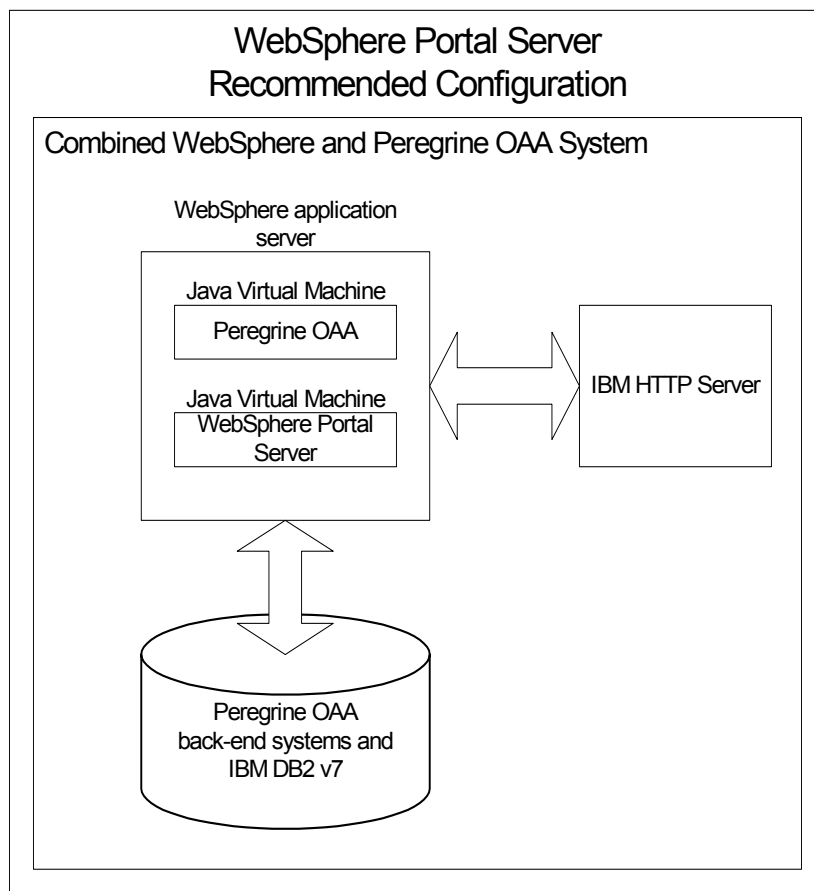 WebSphere Portal Server
Recommended Configuration
Combined WebSphere and Peregrine OAA System
WebSphere application
server
Java Virtual Machine
Peregrine OAA
Java Virtual Machine
WebSphere Portal
Server
IBM HTTP Server
Peregrine OAA
back-end systems and
IBM DB2 v7